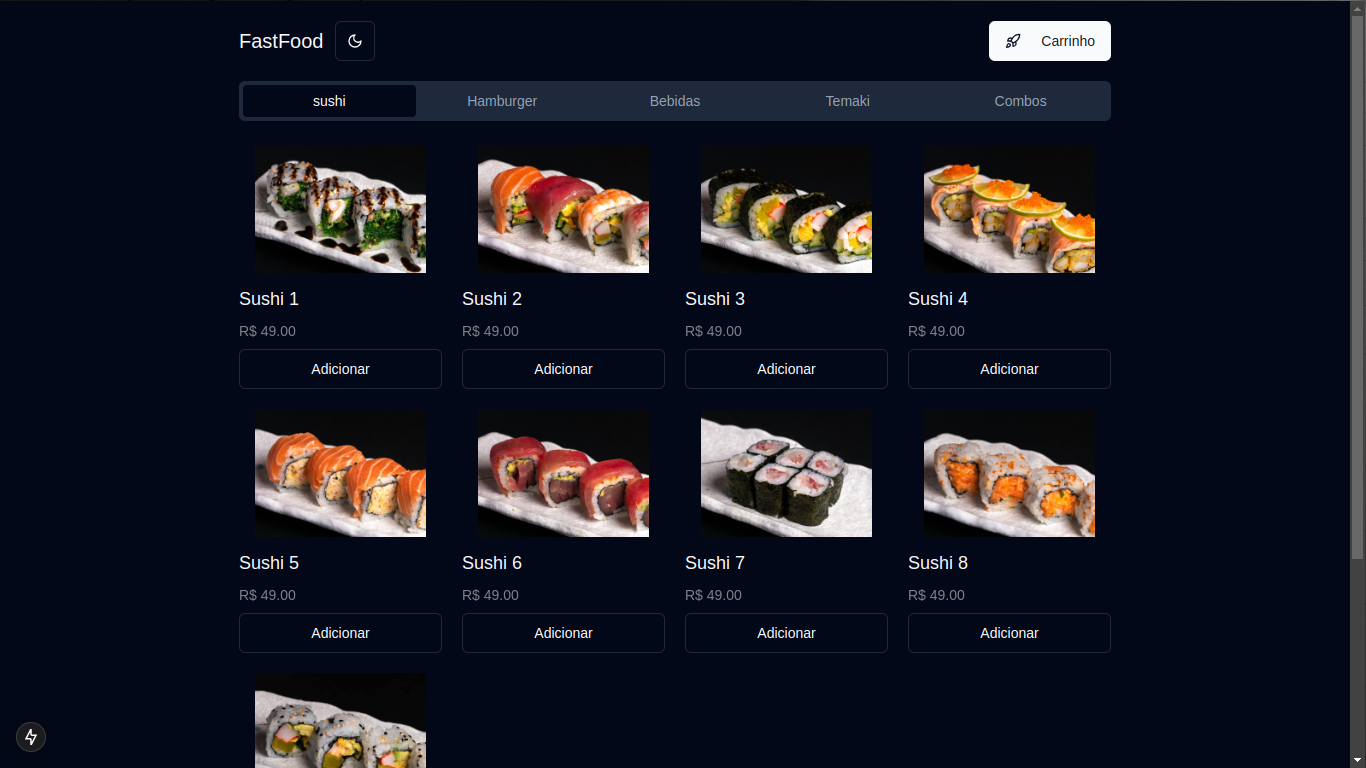 FastFood
Carrinho
sushi Hamburger Bebidas Temaki Combos
Sushi 1 Sushi 2 Sushi 3 Sushi 4
R$ 49.00 R$ 49.00 R$ 49.00 R$ 49.00
Adicionar Adicionar Adicionar Adicionar
Sushi 5 Sushi 6 Sushi 7 Sushi 8
R$ 49.00 R$ 49.00 R$ 49.00 R$ 49.00
Adicionar Adicionar Adicionar Adicionar